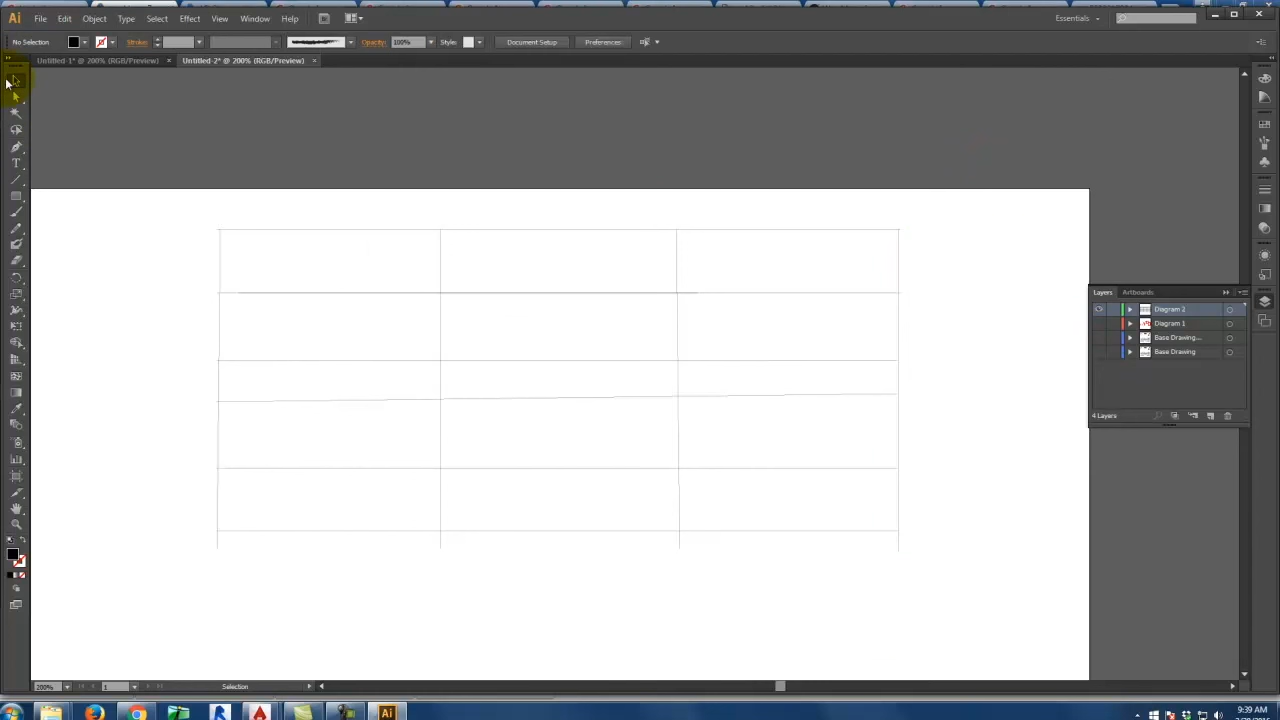 Ai File Edit Object Type Select Effect View Window Help Essentials
No Selection Stroke: Opacity: 100% Style: Document Setup Preferences
Untitled-1* @ 200% (RGB/Preview) × Untitled-2* @ 200% (RGB/Preview) ×
Layers Artboards
Diagram 2
Diagram 1
Base Drawing...
Base Drawing
4 Layers
200% 1 Selection
Ai 9:39 AM